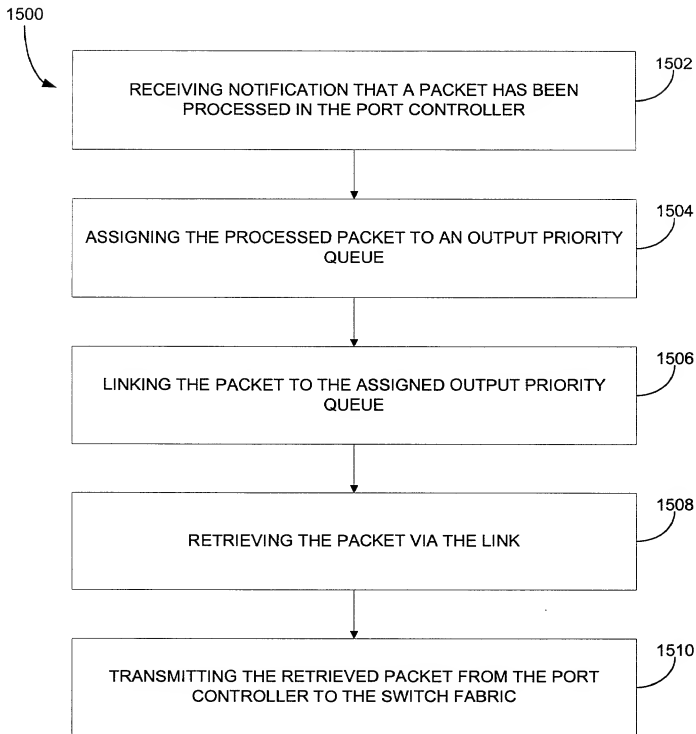 1500
RECEIVING NOTIFICATION THAT A PACKET HAS BEEN
PROCESSED IN THE PORT CONTROLLER
1502
ASSIGNING THE PROCESSED PACKET TO AN OUTPUT PRIORITY
QUEUE
1504
LINKING THE PACKET TO THE ASSIGNED OUTPUT PRIORITY
QUEUE
1506
RETRIEVING THE PACKET VIA THE LINK
1508
TRANSMITTING THE RETRIEVED PACKET FROM THE PORT
CONTROLLER TO THE SWITCH FABRIC
1510